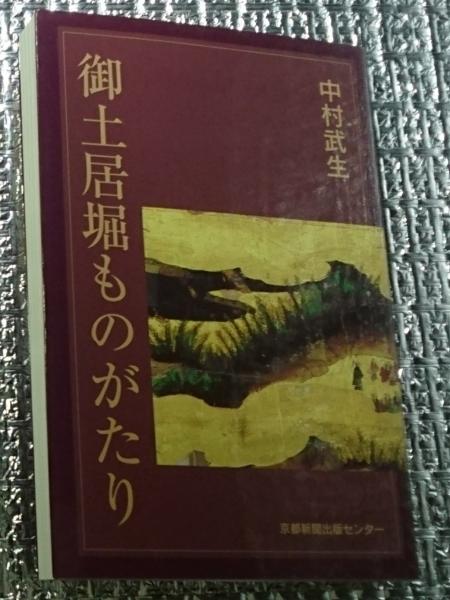 中村武生
御土居堀ものがたり
京都新聞出版センター